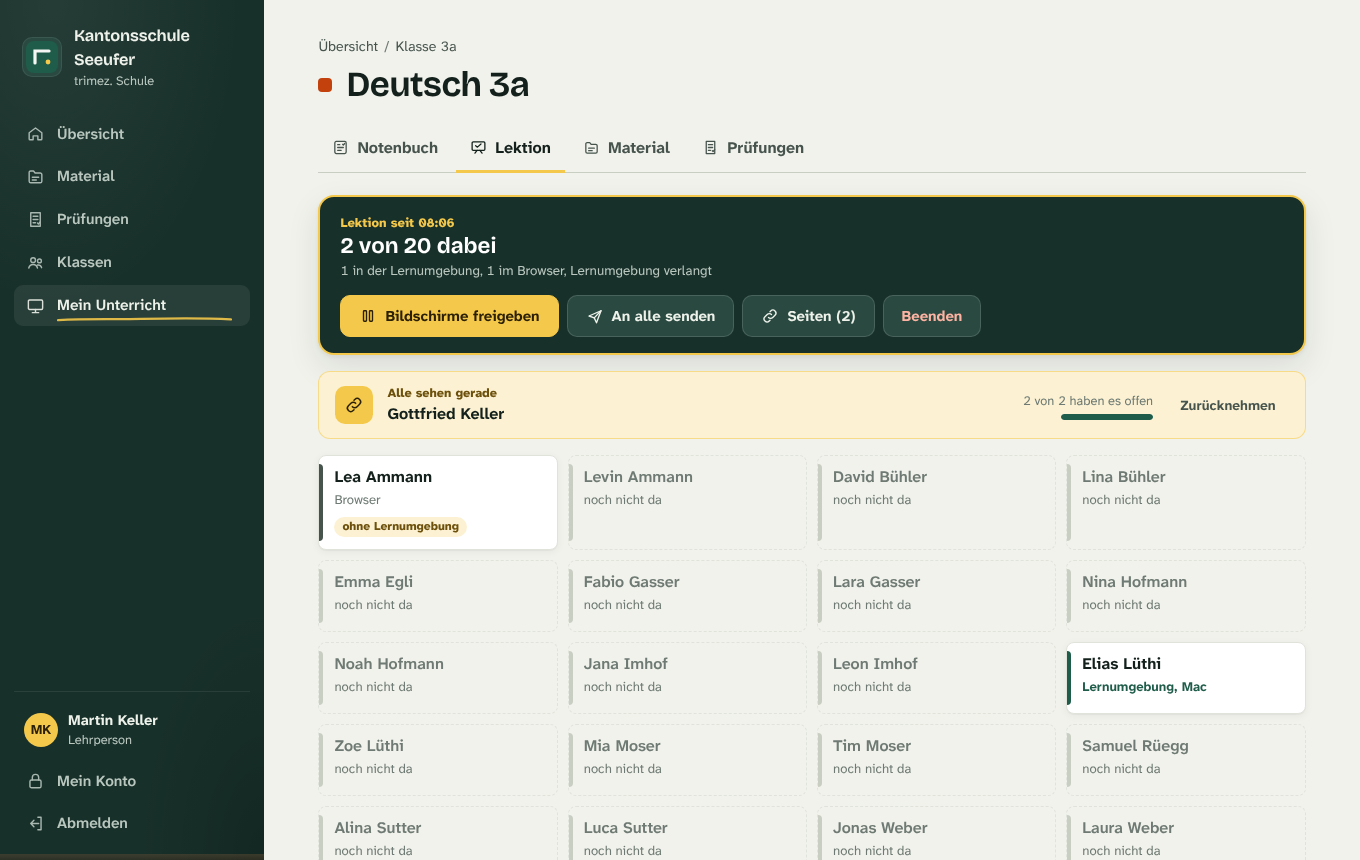 Kantonsschule
Seeufer
trimez. Schule
Übersicht
Material
Prüfungen
Klassen
Mein Unterricht
MK
Martin Keller
Lehrperson
Mein Konto
Abmelden
Übersicht / Klasse 3a
Deutsch 3a
Notenbuch Lektion Material Prüfungen
Lektion seit 08:06
2 von 20 dabei
1 in der Lernumgebung, 1 im Browser, Lernumgebung verlangt
Bildschirme freigeben An alle senden Seiten (2) Beenden
Alle sehen gerade
Gottfried Keller
2 von 2 haben es offen
Zurücknehmen
Lea Ammann
Browser
ohne Lernumgebung
Levin Ammann
noch nicht da
David Bühler
noch nicht da
Lina Bühler
noch nicht da
Emma Egli
noch nicht da
Fabio Gasser
noch nicht da
Lara Gasser
noch nicht da
Nina Hofmann
noch nicht da
Noah Hofmann
noch nicht da
Jana Imhof
noch nicht da
Leon Imhof
noch nicht da
Elias Lüthi
Lernumgebung, Mac
Zoe Lüthi
noch nicht da
Mia Moser
noch nicht da
Tim Moser
noch nicht da
Samuel Rüegg
noch nicht da
Alina Sutter
noch nicht da
Luca Sutter
noch nicht da
Jonas Weber
noch nicht da
Laura Weber
noch nicht da